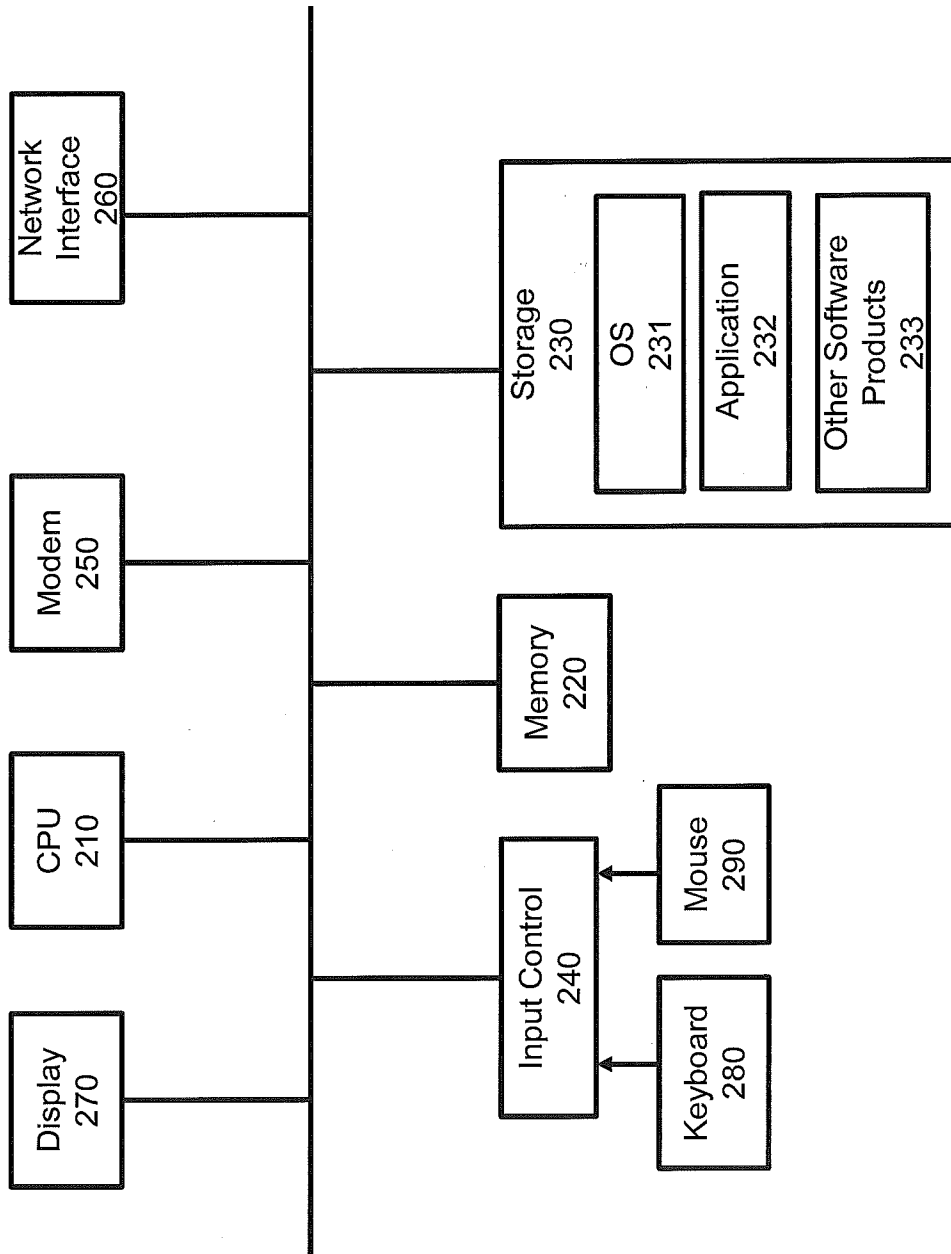 Display
270
CPU
210
Modem
250
Network
Interface
260
Input Control
240
Keyboard
280
Mouse
290
Memory
220
Storage
230
OS
231
Application
232
Other Software
Products
233